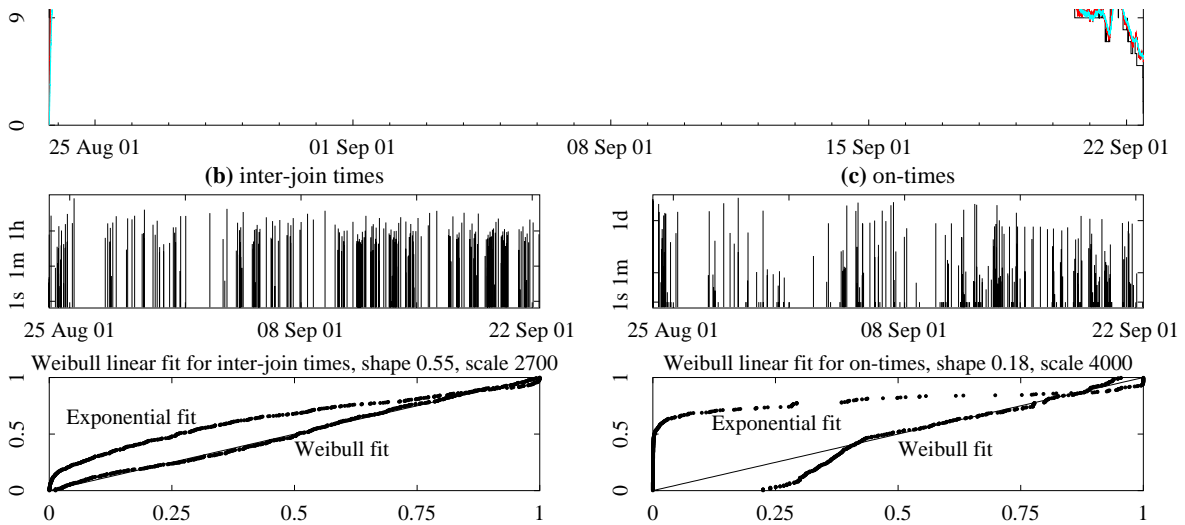 9
0
25 Aug 01 01 Sep 01 08 Sep 01 15 Sep 01 22 Sep 01
(b) inter-join times (c) on-times
1h
1m
1s
25 Aug 01 08 Sep 01 22 Sep 01
1d
1m
1s
25 Aug 01 08 Sep 01 22 Sep 01
Weibull linear fit for inter-join times, shape 0.55, scale 2700
1
0.5
0
Exponential fit
Weibull fit
0 0.25 0.5 0.75 1
Weibull linear fit for on-times, shape 0.18, scale 4000
1
0.5
0
Exponential fit
Weibull fit
0 0.25 0.5 0.75 1